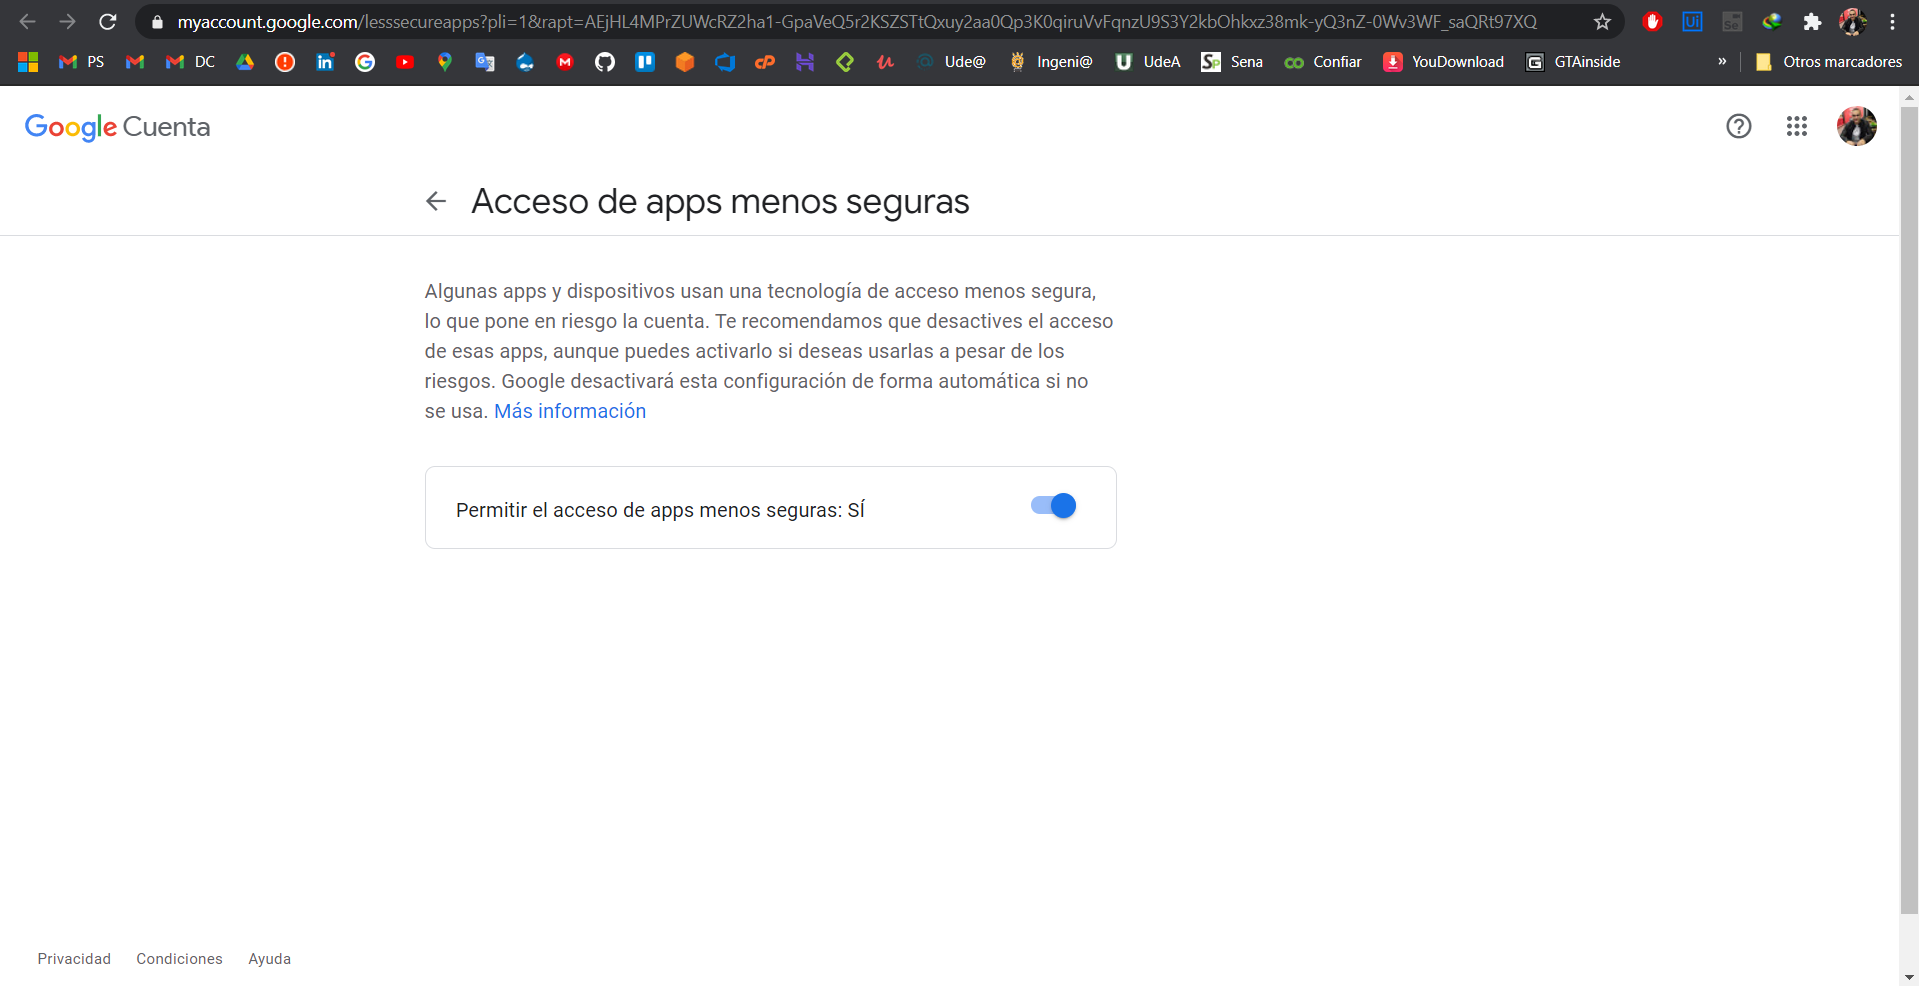 myaccount.google.com/lesssecureapps?pli=1&rapt=AEjHL4MPrZUWcRZ2ha1-GpaVeQ5r2KSZSTtQxuy2aa0Qp3K0qiruVvFqnzU9S3Y2kbOhkxz38mk-yQ3nZ-0Wv3WF_saQRt97XQ
PS DC Ude@ Ingeni@ UdeA Sena Confiar YouDownload GTAinside » Otros marcadores
Google Cuenta
Acceso de apps menos seguras
Algunas apps y dispositivos usan una tecnología de acceso menos segura,
lo que pone en riesgo la cuenta. Te recomendamos que desactives el acceso
de esas apps, aunque puedes activarlo si deseas usarlas a pesar de los
riesgos. Google desactivará esta configuración de forma automática si no
se usa. Más información
Permitir el acceso de apps menos seguras: SÍ
Privacidad Condiciones Ayuda